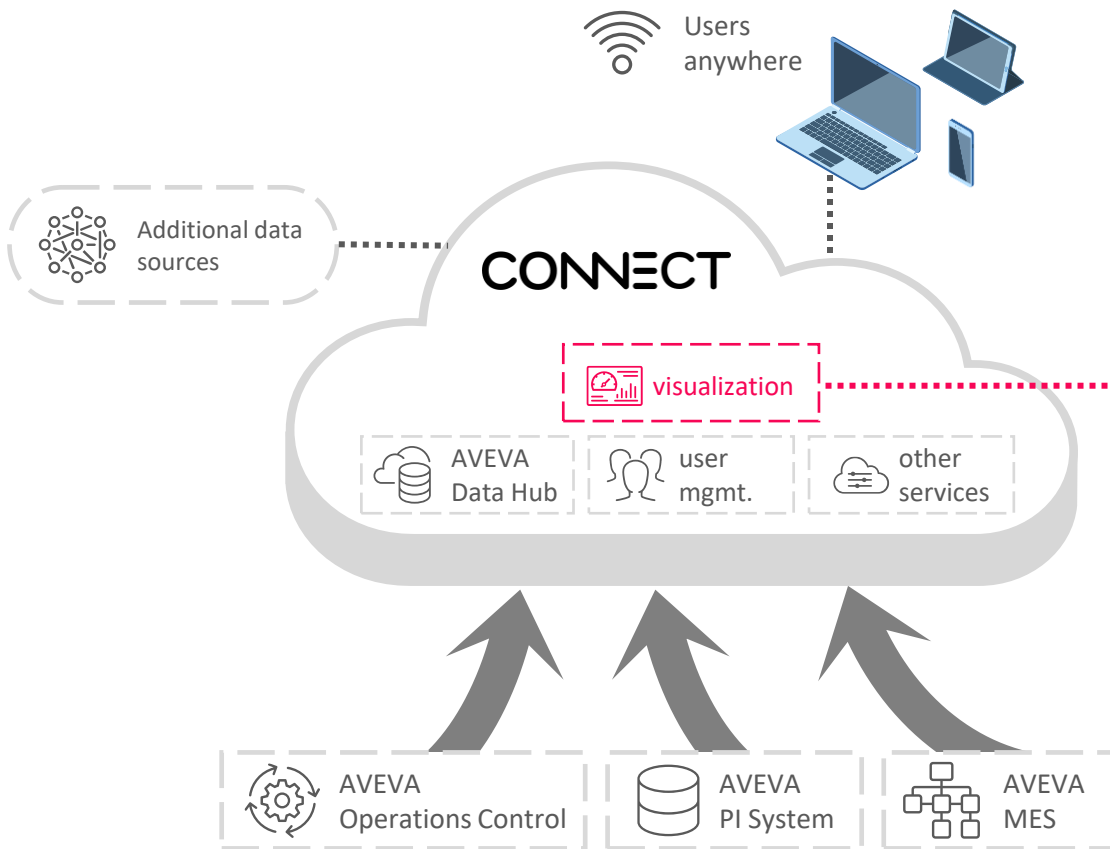 Users
anywhere
Additional data
sources
CONNECT
visualization
AVEVA
Data Hub
user
mgmt.
other
services
AVEVA
Operations Control
AVEVA
PI System
AVEVA
MES